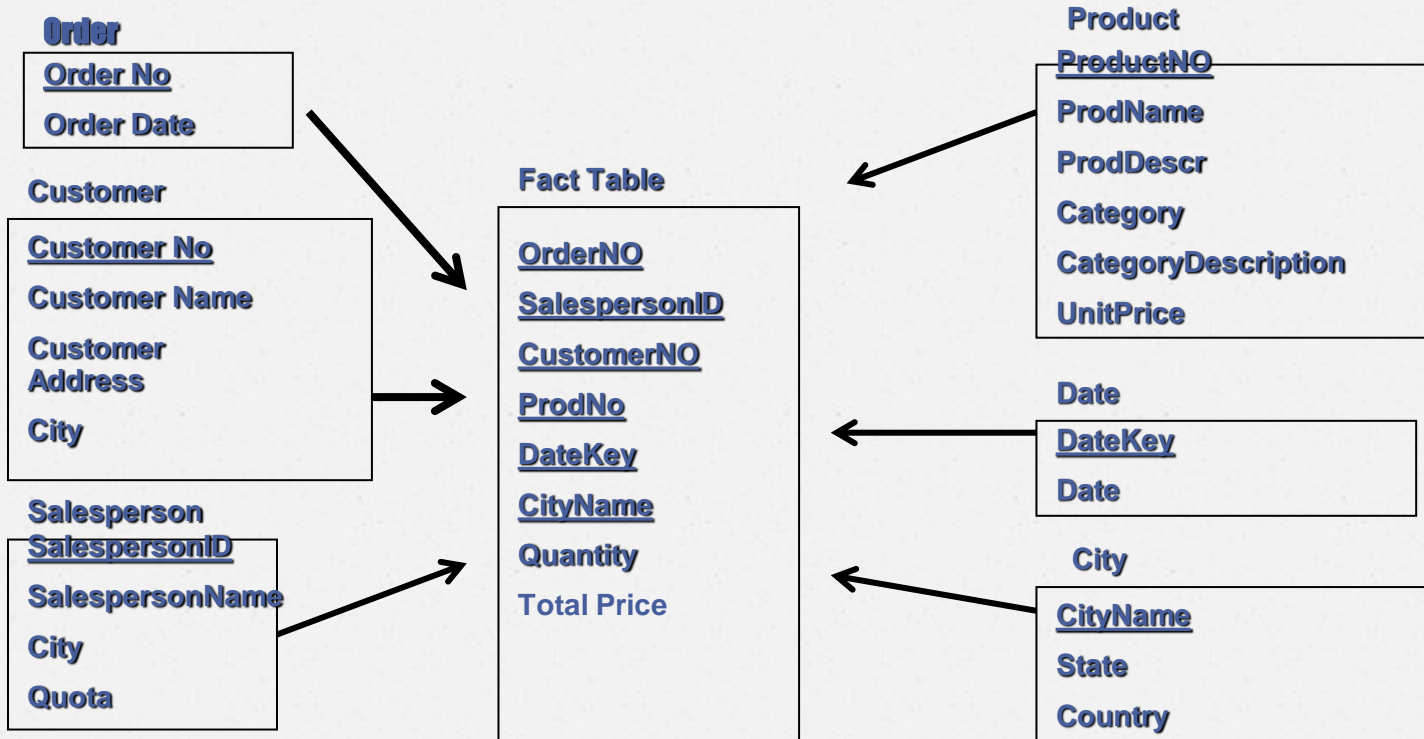 Order
Order No
Order Date
Customer
Customer No
Customer Name
Customer
Address
City
Salesperson
SalespersonID
SalespersonName
City
Quota
Fact Table
OrderNO
SalespersonID
CustomerNO
ProdNo
DateKey
CityName
Quantity
Total Price
Product
ProductNO
ProdName
ProdDescr
Category
CategoryDescription
UnitPrice
Date
DateKey
Date
City
CityName
State
Country